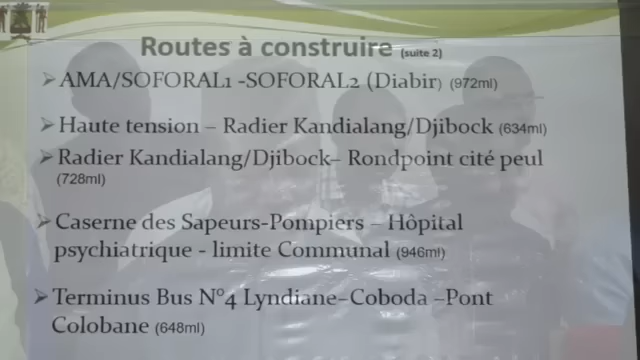 Routes à construire (suite 2)
➢ AMA/SOFORAL1 -SOFORAL2 (Diabir) (972ml)
➢ Haute tension – Radier Kandialang/Djibock (634ml)
➢ Radier Kandialang/Djibock– Rondpoint cité peul
(728ml)
➢ Caserne des Sapeurs-Pompiers – Hôpital
psychiatrique - limite Communal (946ml)
➢ Terminus Bus N°4 Lyndiane–Coboda –Pont
Colobane (648ml)